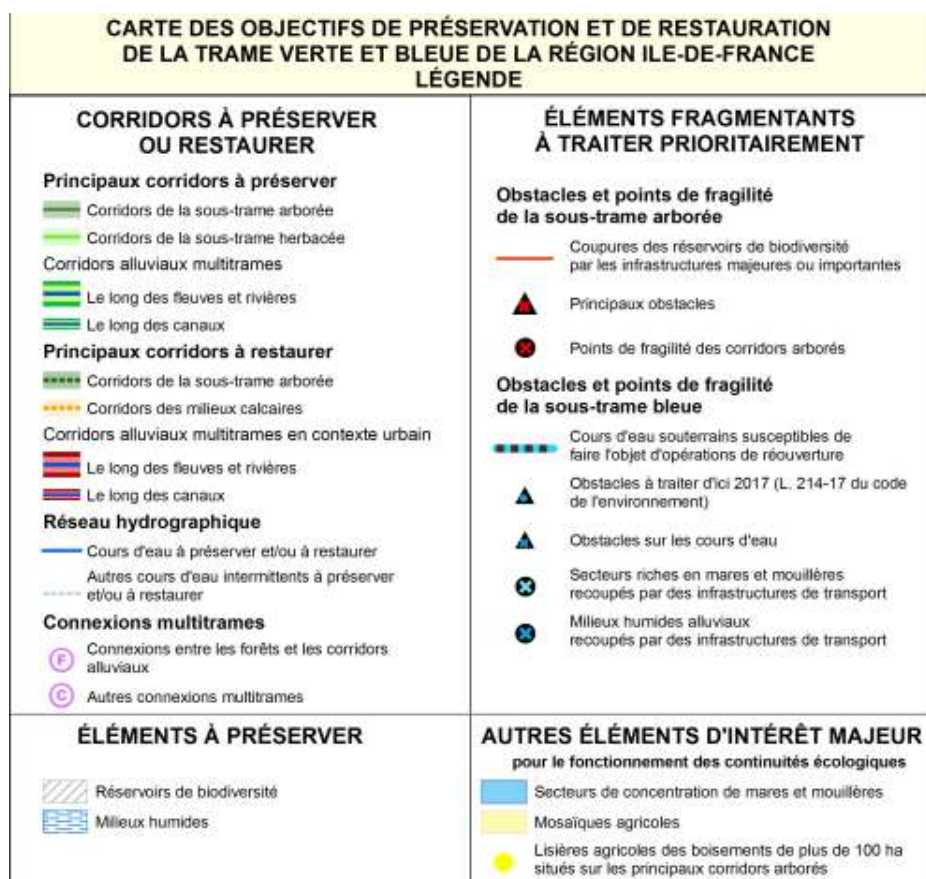 CARTE DES OBJECTIFS DE PRÉSERVATION ET DE RESTAURATION
DE LA TRAME VERTE ET BLEUE DE LA RÉGION ILE-DE-FRANCE
LÉGENDE
CORRIDORS À PRÉSERVER
OU RESTAURER
Principaux corridors à préserver
Corridors de la sous-trame arborée
Corridors de la sous-trame herbacée
Corridors alluviaux multitrames
Le long des fleuves et rivières
Le long des canaux
Principaux corridors à restaurer
Corridors de la sous-trame arborée
Corridors des milieux calcaires
Corridors alluviaux multitrames en contexte urbain
Le long des fleuves et rivières
Le long des canaux
Réseau hydrographique
Cours d'eau à préserver et/ou à restaurer
Autres cours d'eau intermittents à préserver
et/ou à restaurer
Connexions multitrames
F Connexions entre les forêts et les corridors
alluviaux
C Autres connexions multitrames
ÉLÉMENTS FRAGMENTANTS
À TRAITER PRIORITAIREMENT
Obstacles et points de fragilité
de la sous-trame arborée
Coupures des réservoirs de biodiversité
par les infrastructures majeures ou importantes
Principaux obstacles
Points de fragilité des corridors arborés
Obstacles et points de fragilité
de la sous-trame bleue
Cours d'eau souterrains susceptibles de
faire l'objet d'opérations de réouverture
Obstacles à traiter d'ici 2017 (L. 214-17 du code
de l'environnement)
Obstacles sur les cours d'eau
Secteurs riches en mares et mouillères
recoupés par des infrastructures de transport
Milieux humides alluviaux
recoupés par des infrastructures de transport
ÉLÉMENTS À PRÉSERVER
Réservoirs de biodiversité
Milieux humides
AUTRES ÉLÉMENTS D'INTÉRÊT MAJEUR
pour le fonctionnement des continuités écologiques
Secteurs de concentration de mares et mouillères
Mosaïques agricoles
Lisières agricoles des boisements de plus de 100 ha
situés sur les principaux corridors arborés